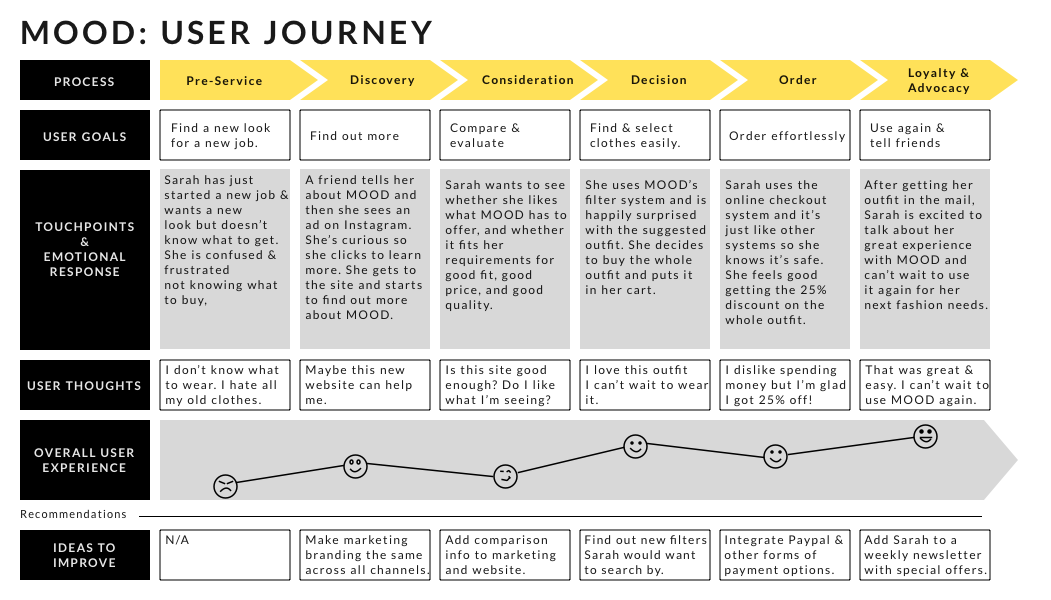 MOOD: USER JOURNEY
PROCESS
Pre-Service
Discovery
Consideration
Decision
Order
Loyalty &
Advocacy
USER GOALS
Find a new look
for a new job.
Find out more
Compare &
evaluate
Find & select
clothes easily.
Order effortlessly
Use again &
tell friends
TOUCHPOINTS
&
EMOTIONAL
RESPONSE
Sarah has just
started a new job &
wants a new
look but doesn't
know what to get.
She is confused &
frustrated
not knowing what
to buy,
A friend tells her
about MOOD and
then she sees an
ad on Instagram.
She's curious so
she clicks to learn
more. She gets to
the site and starts
to find out more
about MOOD.
Sarah wants to see
whether she likes
what MOOD has to
offer, and whether
it fits her
requirements for
good fit, good
price, and good
quality.
She uses MOOD's
filter system and is
happily surprised
with the suggested
outfit. She decides
to buy the whole
outfit and puts it
in her cart.
Sarah uses the
online checkout
system and it's
just like other
systems so she
knows it's safe.
She feels good
getting the 25%
discount on the
whole outfit.
After getting her
outfit in the mail,
Sarah is excited to
talk about her
great experience
with MOOD and
can't wait to use
it again for her
next fashion needs.
USER THOUGHTS
I don't know what
to wear. I hate all
my old clothes.
Maybe this new
website can help
me.
Is this site good
enough? Do I like
what I'm seeing?
I love this outfit
I can't wait to wear
it.
I dislike spending
money but I'm glad
I got 25% off!
That was great &
easy. I can't wait to
use MOOD again.
OVERALL USER
EXPERIENCE
Recommendations
IDEAS TO
IMPROVE
N/A
Make marketing
branding the same
across all channels.
Add comparison
info to marketing
and website.
Find out new filters
Sarah would want
to search by.
Integrate Paypal &
other forms of
payment options.
Add Sarah to a
weekly newsletter
with special offers.